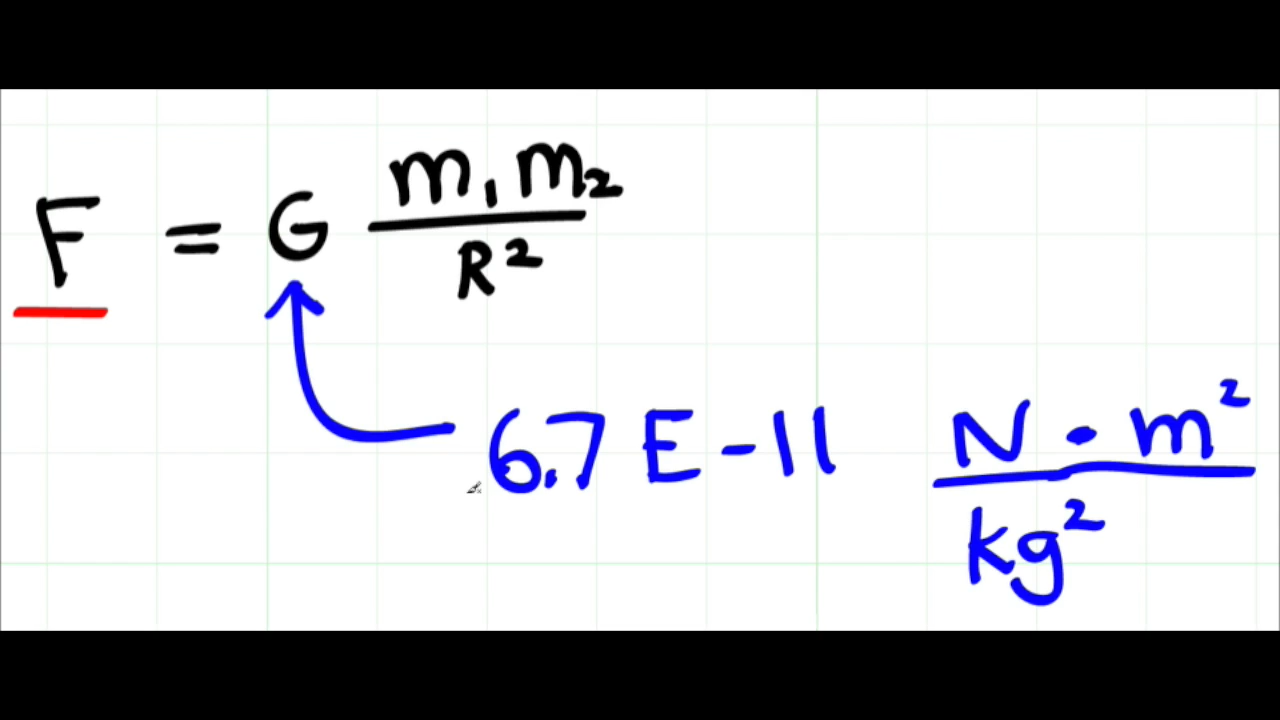 F = G m₁m₂ / R²
6.7 E-11 N · m² / kg²